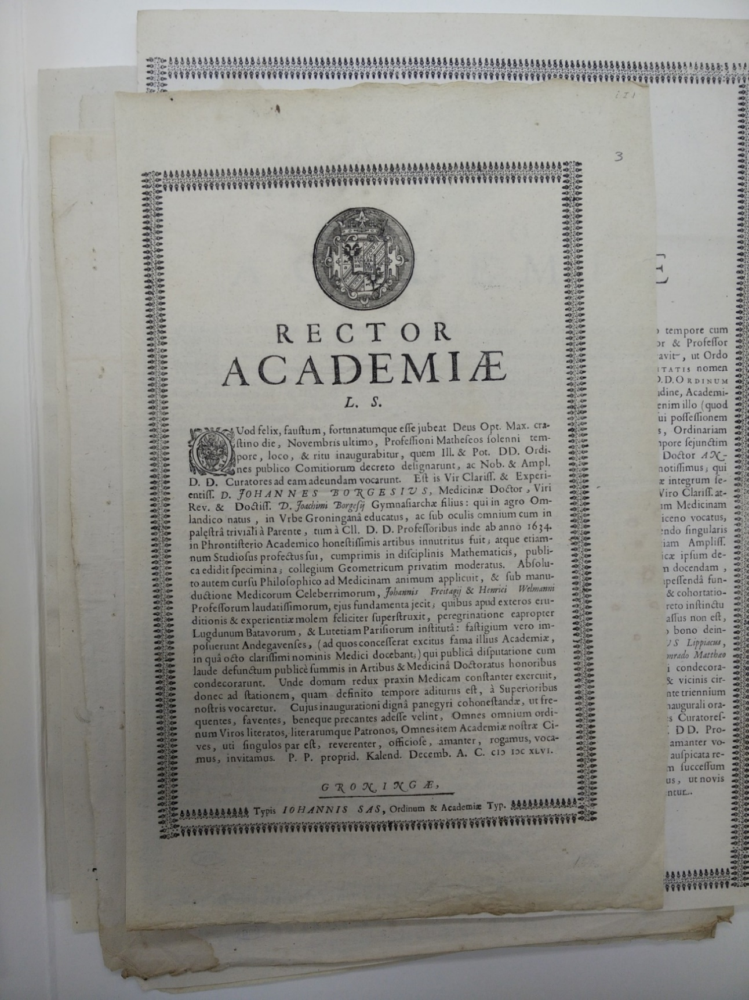 3
RECTOR
ACADEMIÆ
L. S.
QUod felix, faustum, fortunatumque esse jubeat Deus Opt. Max. cra-
stino die, Novembris ultimo, Professioni Matheseos solenni tem-
pore, loco, & ritu inaugurabitur, quem Ill. & Pot. DD. Ordi-
nes publico Comitiorum decreto designarunt, ac Nob. & Ampl.
D. D. Curatores ad eam adeundam vocarunt. Est is Vir Clariss. & Experi-
entiss. D. JOHANNES BORGESIUS, Medicinæ Doctor, Viri
Rev. & Doctiss. D. Joachimi Borgesij Gymnasiarchæ filius: qui in agro Om-
landico natus, in Vrbe Groninganâ educatus, ac sub oculis omnium cum in
palęstrâ triviali à Parente, tum à Cll. D. D. Professoribus inde ab anno 1634.
in Phrontisterio Academico honestissimis artibus innutritus fuit; atque etiam-
num Studiosus profectus sui, cumprimis in disciplinis Mathematicis, publi-
ca edidit specimina; collegium Geometricum privatim moderatus. Absolu-
to autem cursu Philosophico ad Medicinam animum applicuit, & sub manu-
ductione Medicorum Celeberrimorum, Johannis Freitagij & Henrici Welmanni
Professorum laudatissimorum, ejus fundamenta jecit; quibus apud exteros eru-
ditionis & experientiæ molem feliciter superstruxit, peregrinatione eapropter
Lugdunum Batavorum, & Lutetiam Parisiorum institutâ: fastigium vero im-
posuerunt Andegavenses, (ad quos concesserat excitus fama illius Academiæ,
in quâ octo clarissimi nominis Medici docebant;) qui publicâ disputatione cum
laude defunctum publicè summis in Artibus & Medicinâ Doctoratus honoribus
condecorarunt. Unde domum redux praxin Medicam constanter exercuit,
donec ad stationem, quam definito tempore aditurus est, à Superioribus
nostris vocaretur. Cujus inaugurationi dignâ panegyri cohonestandæ, ut fre-
quentes, faventes, beneque precantes adesse velint, Omnes omnium ordi-
num Viros literatos, literarumque Patronos, Omnes item Academiæ nostræ Ci-
ves, uti singulos par est, reverenter, officiose, amanter, rogamus, voca-
mus, invitamus. P. P. proprid. Kalend. Decemb. A. C. CIↃ IↃC XLVI.
GRONINGÆ,
Typis IOHANNIS SAS, Ordinum & Academiæ Typ.
Æ
tempore cum
& Professor
ut Ordo
ITATIS nomen
D. D. ORDINUM
Academi-
enim illo (quod
possessionem
Ordinariam
sejunctim
Doctor AN-
notissimus; qui
æ integrum se-
Viro Clariss. at-
Medicinam
vocatus,
singularis
Ampliss.
ipsum de-
docendam,
fun-
& cohortatio-
instinctu
non est,
bono dein-
Lippiacus,
Matthæo
condecora-
& vicinis cir-
triennium
ora-
Curatores-
DD. Pro-
amanter vo-
auspicata re-
successum
ut novis